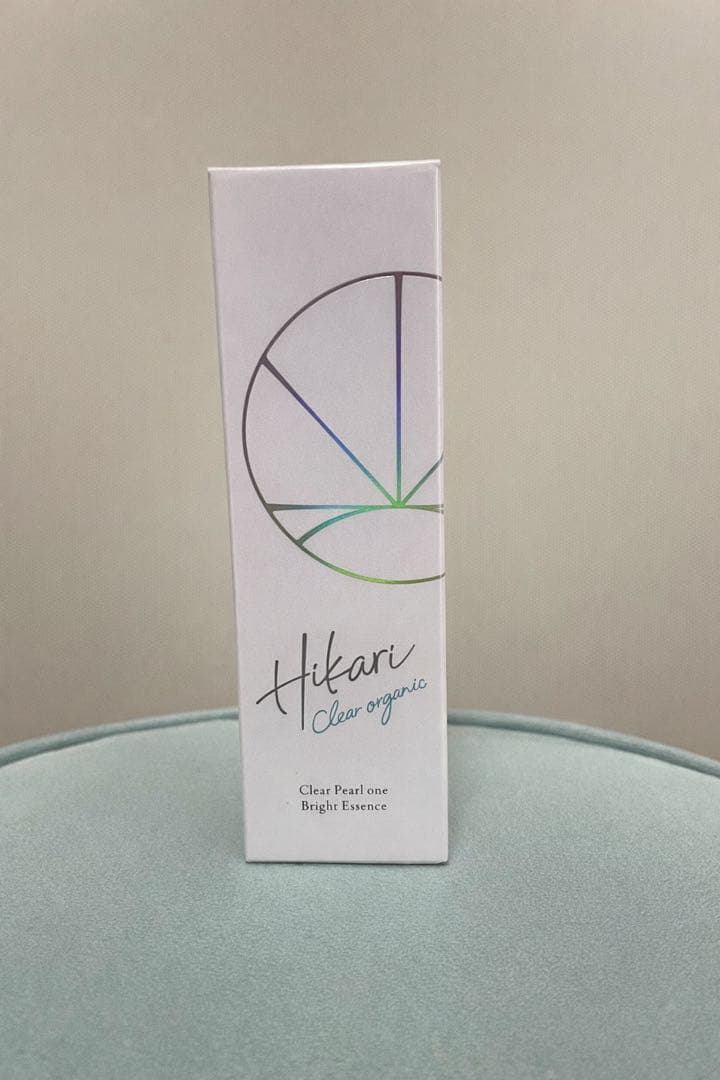 Hikari
Clear organic
Clear Pearl one
Bright Essence